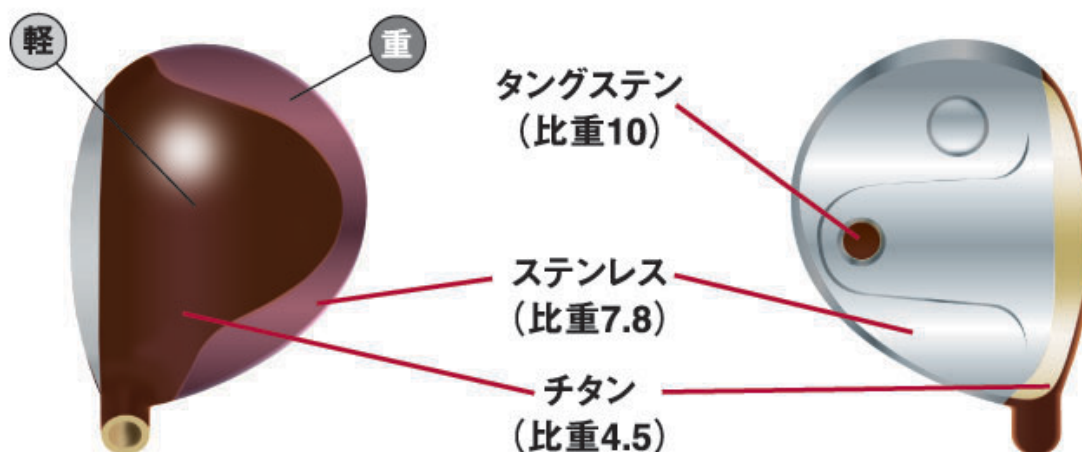 軽
重
タングステン
(比重10)
ステンレス
(比重7.8)
チタン
(比重4.5)